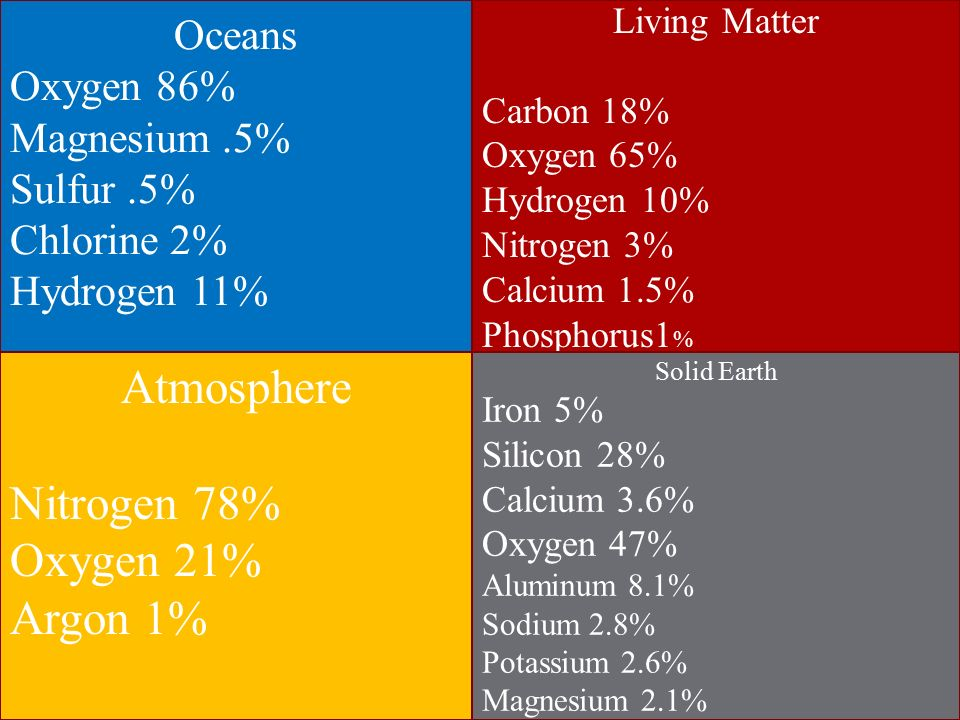 Oceans
Oxygen 86%
Magnesium .5%
Sulfur .5%
Chlorine 2%
Hydrogen 11%
Living Matter
Carbon 18%
Oxygen 65%
Hydrogen 10%
Nitrogen 3%
Calcium 1.5%
Phosphorus1%
Atmosphere
Nitrogen 78%
Oxygen 21%
Argon 1%
Solid Earth
Iron 5%
Silicon 28%
Calcium 3.6%
Oxygen 47%
Aluminum 8.1%
Sodium 2.8%
Potassium 2.6%
Magnesium 2.1%